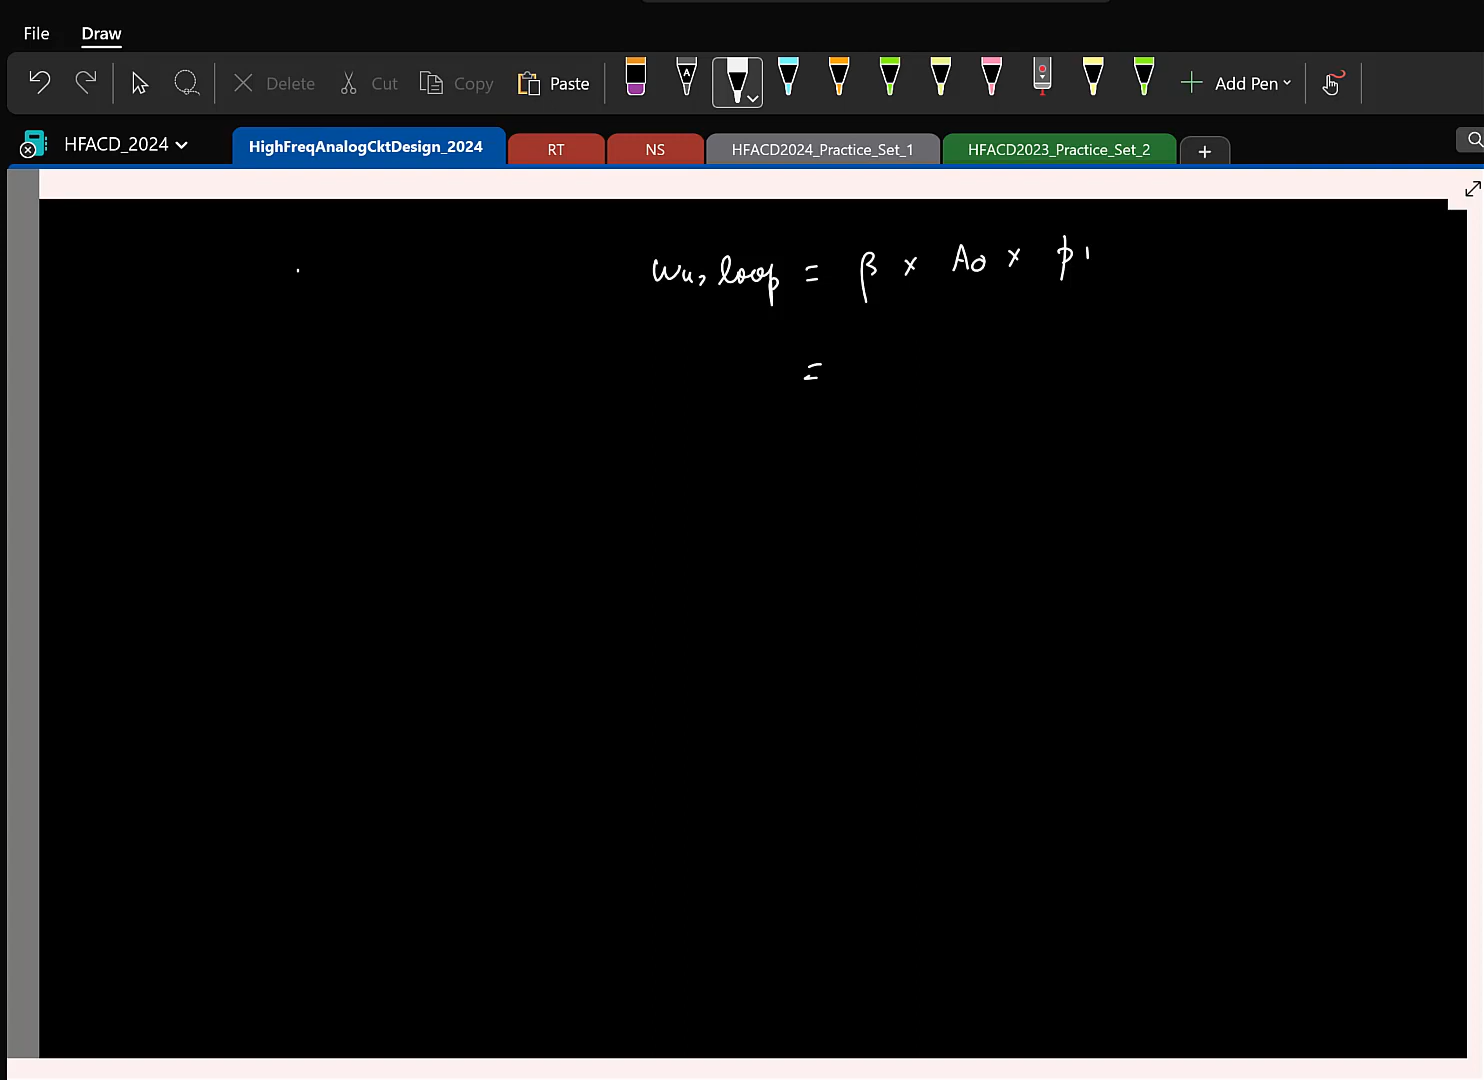 File Draw
Delete Cut Copy Paste A Add Pen
HFACD_2024 HighFreqAnalogCktDesign_2024 RT NS HFACD2024_Practice_Set_1 HFACD2023_Practice_Set_2 +
ωu, loop = β × A0 × p1
=